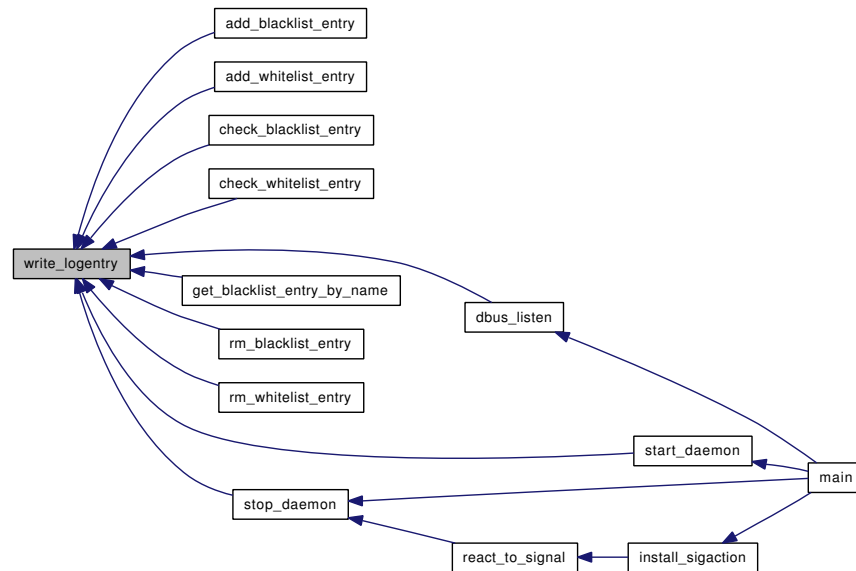 add_blacklist_entry
add_whitelist_entry
check_blacklist_entry
check_whitelist_entry
write_logentry
get_blacklist_entry_by_name
dbus_listen
rm_blacklist_entry
rm_whitelist_entry
start_daemon
main
stop_daemon
react_to_signal
install_sigaction